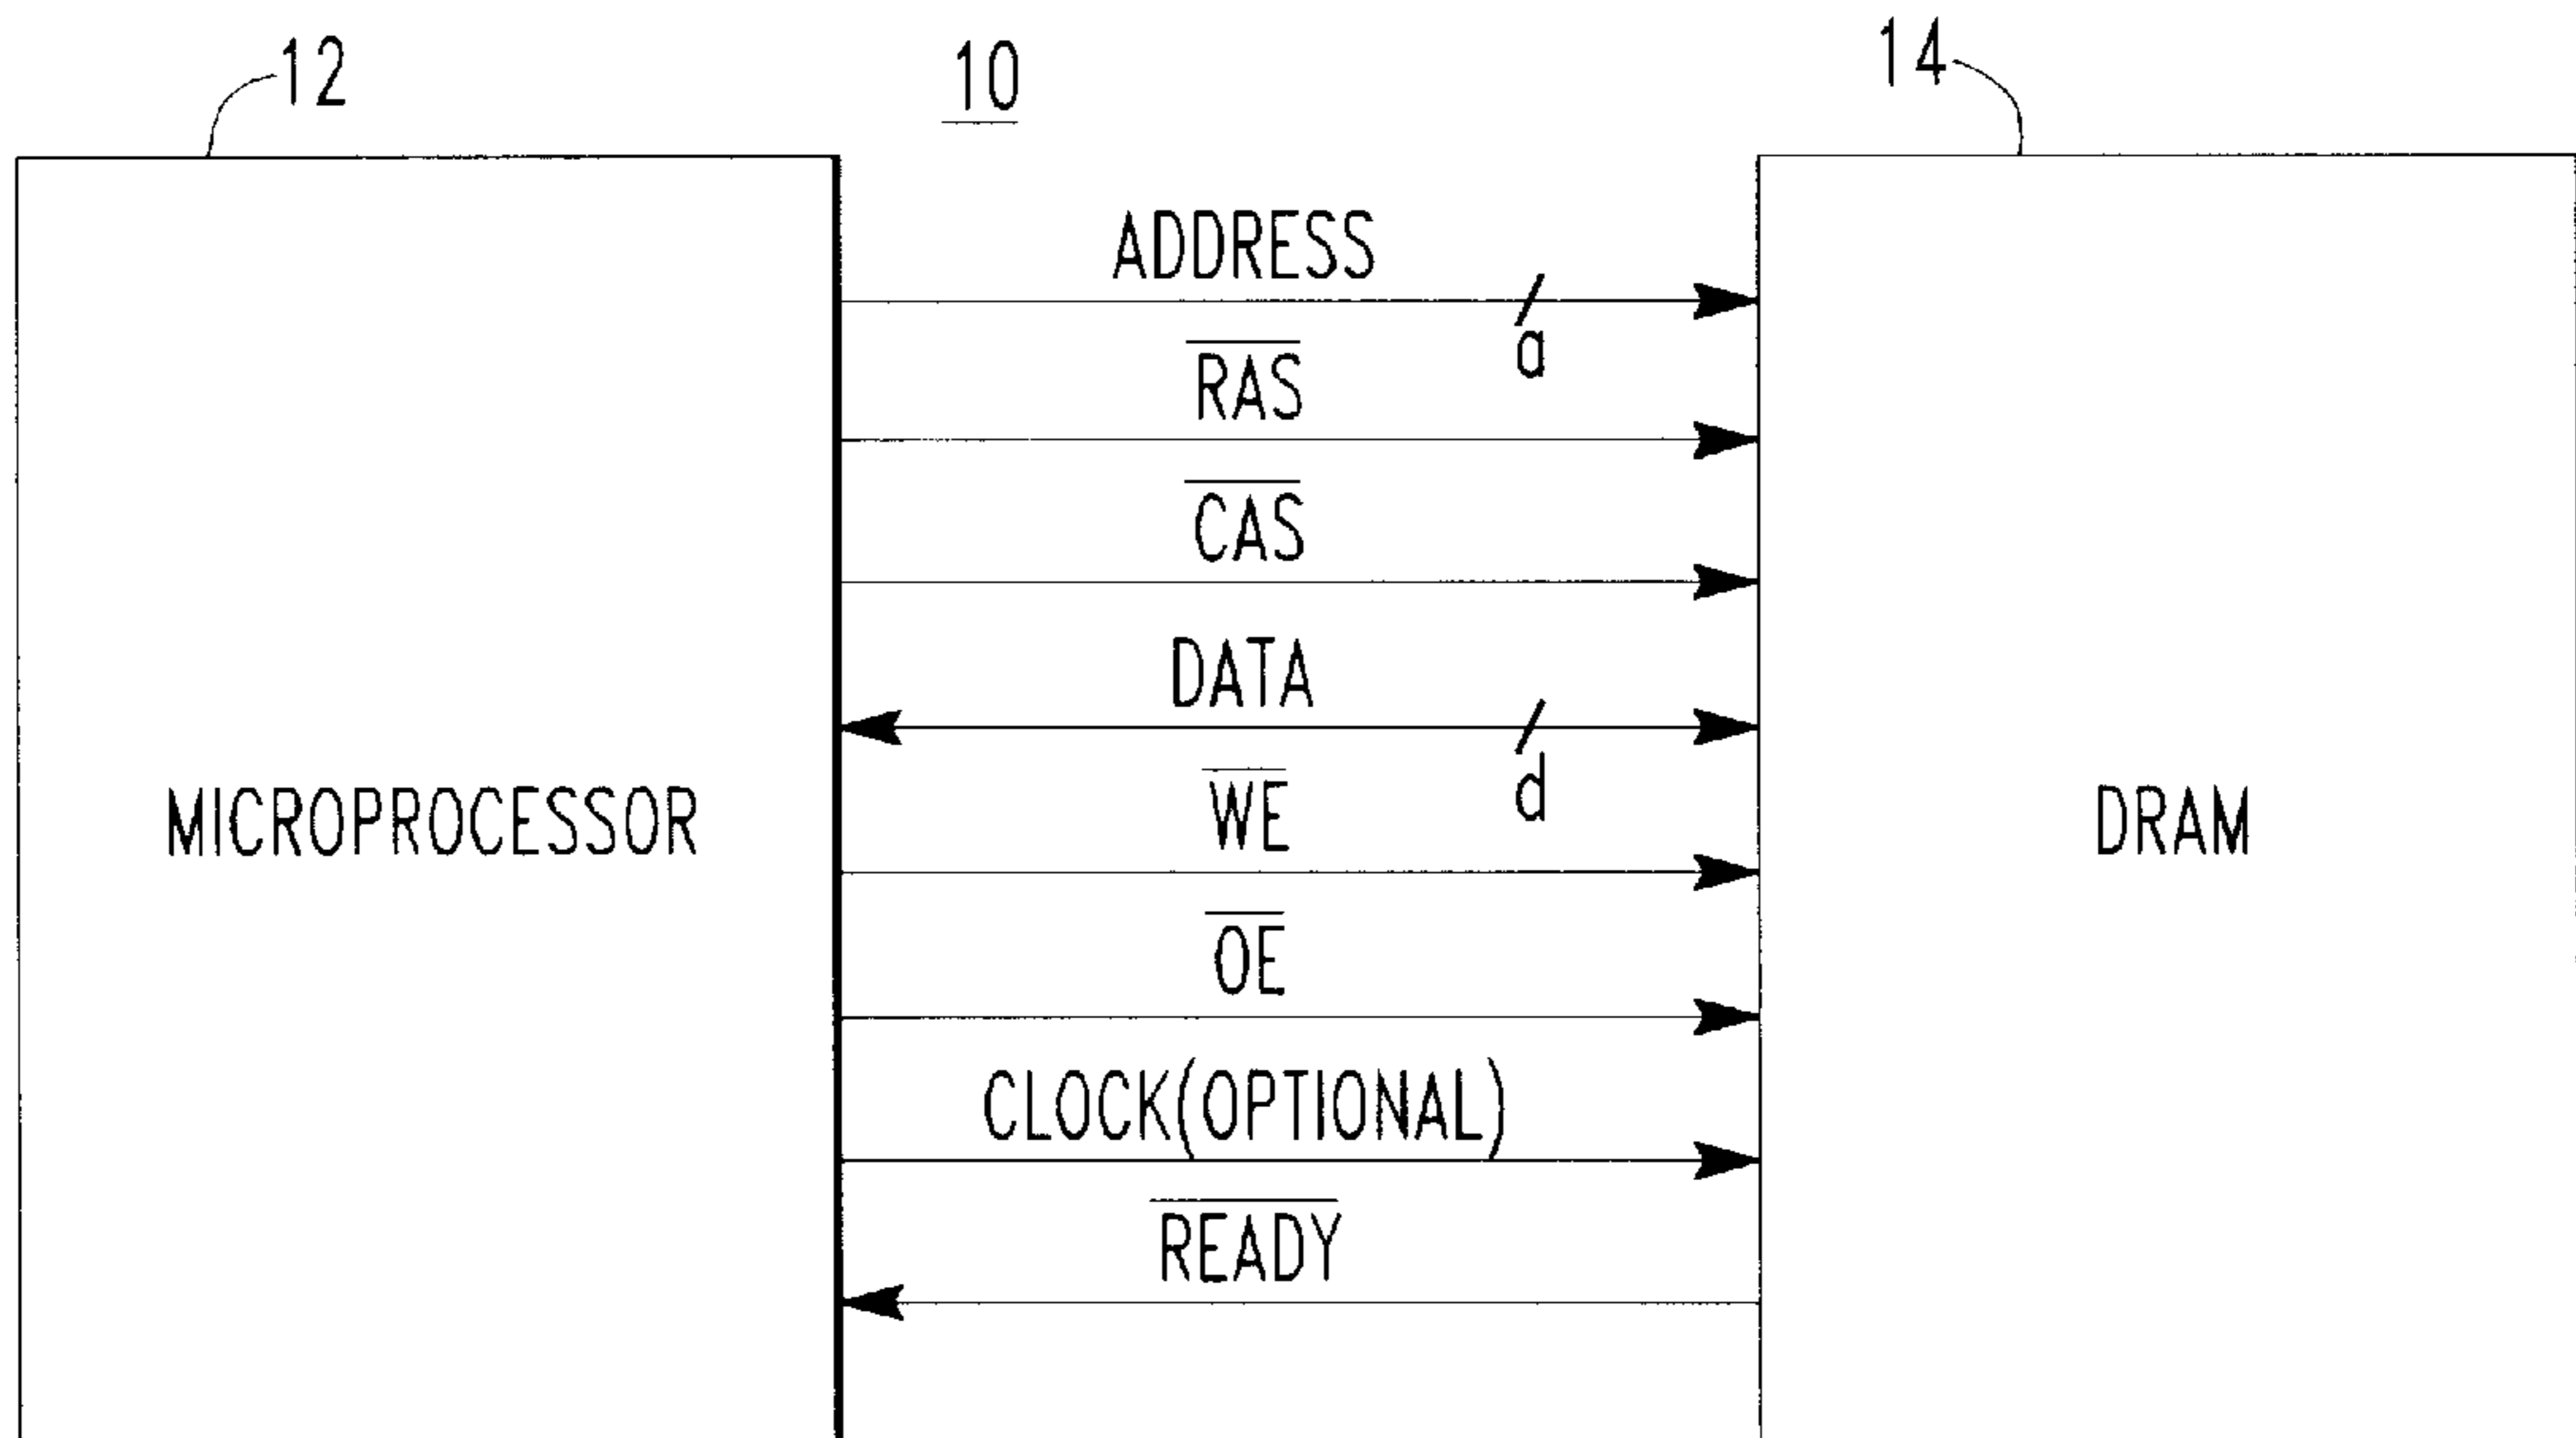 12
10
14
ADDRESS
a
RAS
CAS
DATA
d
WE
MICROPROCESSOR
DRAM
OE
CLOCK(OPTIONAL)
READY